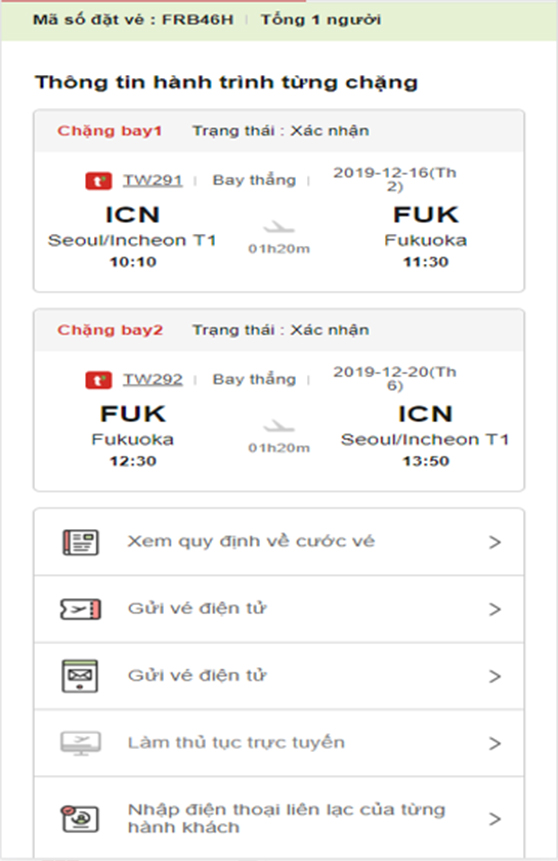 Mã số đặt vé : FRB46H | Tổng 1 người
Thông tin hành trình từng chặng
Chặng bay1 Trạng thái : Xác nhận
TW291 | Bay thẳng | 2019-12-16(Th
2)
ICN FUK
Seoul/Incheon T1 01h20m Fukuoka
10:10 11:30
Chặng bay2 Trạng thái : Xác nhận
TW292 | Bay thẳng | 2019-12-20(Th
6)
FUK ICN
Fukuoka 01h20m Seoul/Incheon T1
12:30 13:50
Xem quy định về cước vé
Gửi vé điện tử
Gửi vé điện tử
Làm thủ tục trực tuyến
Nhập điện thoại liên lạc của từng
hành khách